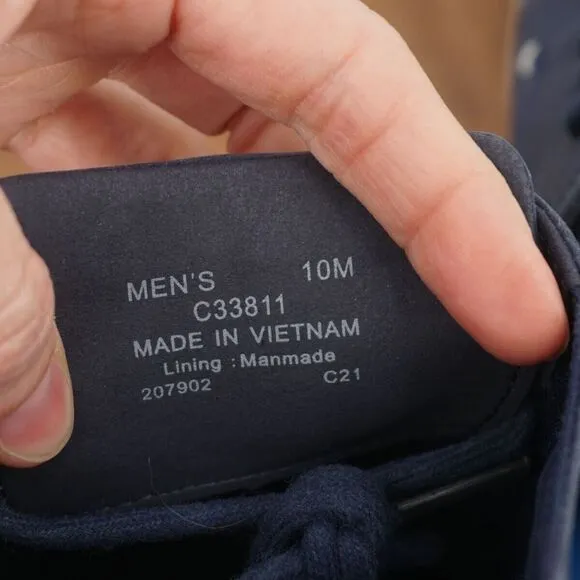 MEN'S 10M
C33811
MADE IN VIETNAM
Lining : Manmade
207902 C21